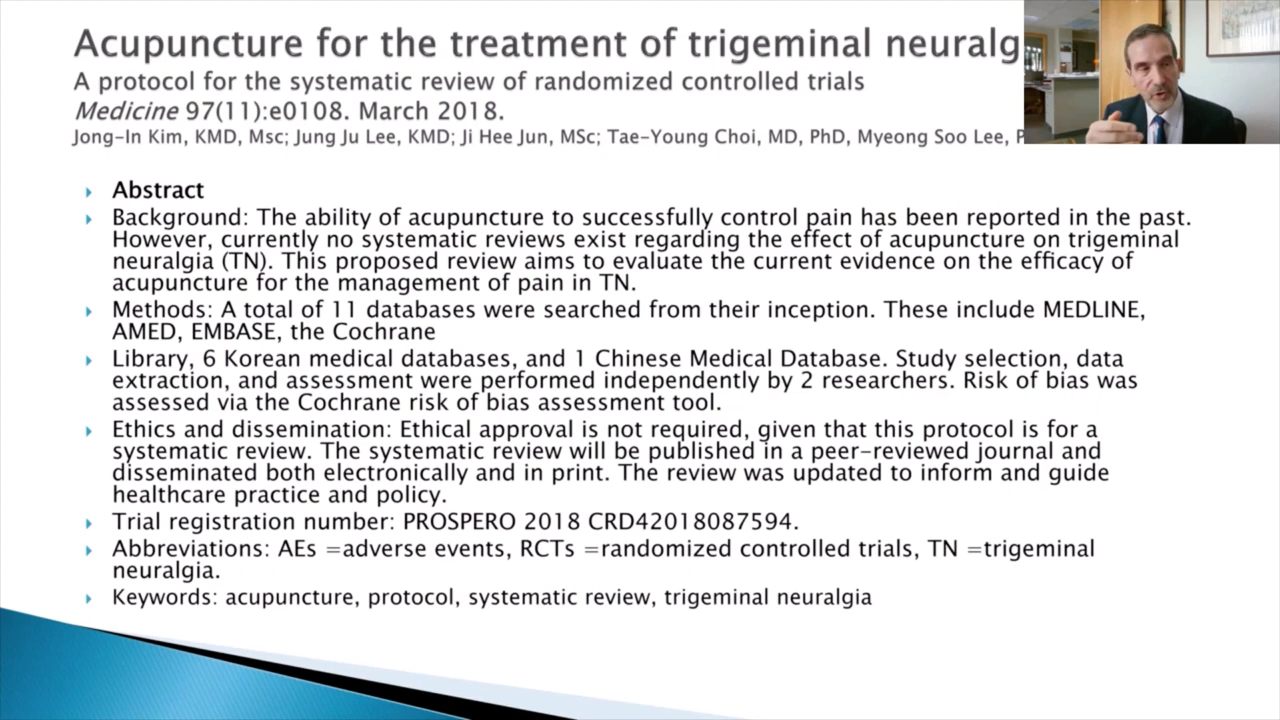 Acupuncture for the treatment of trigeminal
A protocol for the systematic review of randomized controlled trials
Medicine 97(11):e0108. March 2018.
Jong-In Kim, KMD, Msc; Jung Ju Lee, KMD; Ji Hee Jun, MSc; Tae-Young Choi, MD, PhD, Myeong Soo Lee,
Abstract
Background: The ability of acupuncture to successfully control pain has been reported in the past.
However, currently no systematic reviews exist regarding the effect of acupuncture on trigeminal
neuralgia (TN). This proposed review aims to evaluate the current evidence on the efficacy of
acupuncture for the management of pain in TN.
Methods: A total of 11 databases were searched from their inception. These include MEDLINE,
AMED, EMBASE, the Cochrane
Library, 6 Korean medical databases, and 1 Chinese Medical Database. Study selection, data
extraction, and assessment were performed independently by 2 researchers. Risk of bias was
assessed via the Cochrane risk of bias assessment tool.
Ethics and dissemination: Ethical approval is not required, given that this protocol is for a
systematic review. The systematic review will be published in a peer-reviewed journal and
disseminated both electronically and in print. The review was updated to inform and guide
healthcare practice and policy.
Trial registration number: PROSPERO 2018 CRD42018087594.
Abbreviations: AEs =adverse events, RCTs =randomized controlled trials, TN =trigeminal
neuralgia.
Keywords: acupuncture, protocol, systematic review, trigeminal neuralgia